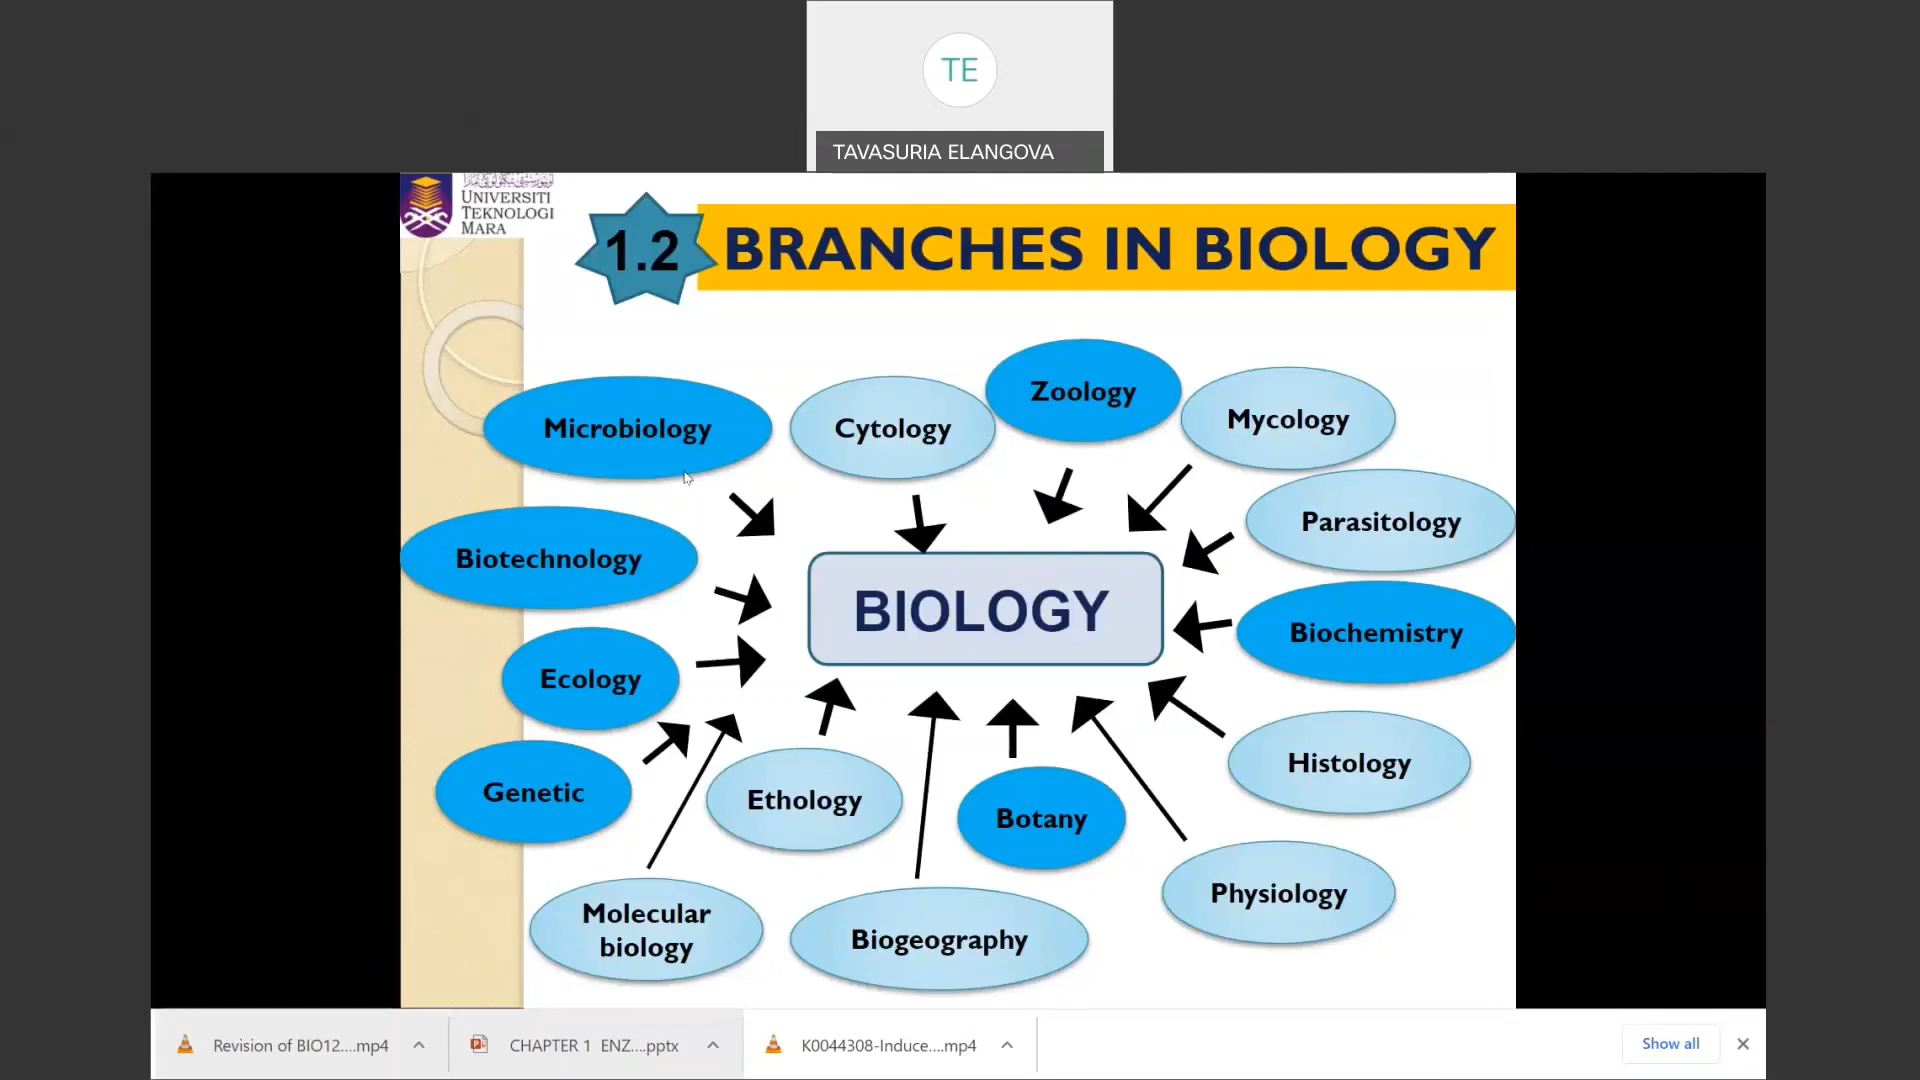 TE
TAVASURIA ELANGOVA
UNIVERSITI
TEKNOLOGI
MARA
1.2 BRANCHES IN BIOLOGY
Zoology
Microbiology
Cytology
Mycology
Parasitology
Biotechnology
BIOLOGY
Biochemistry
Ecology
Histology
Genetic
Ethology
Botany
Physiology
Molecular
biology
Biogeography
Revision of BIO12....mp4
CHAPTER 1 ENZ....pptx
K0044308-Induce....mp4
Show all